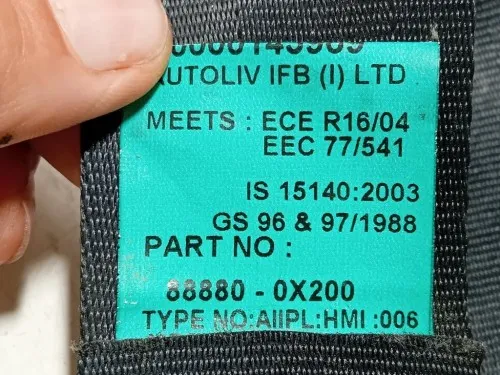 AUTOLIV IFB (I) LTD
MEETS : ECE R16/04
EEC 77/541
IS 15140:2003
GS 96 & 97/1988
PART NO :
88880 - 0X200
TYPE NO:AIIPL:HMI :006